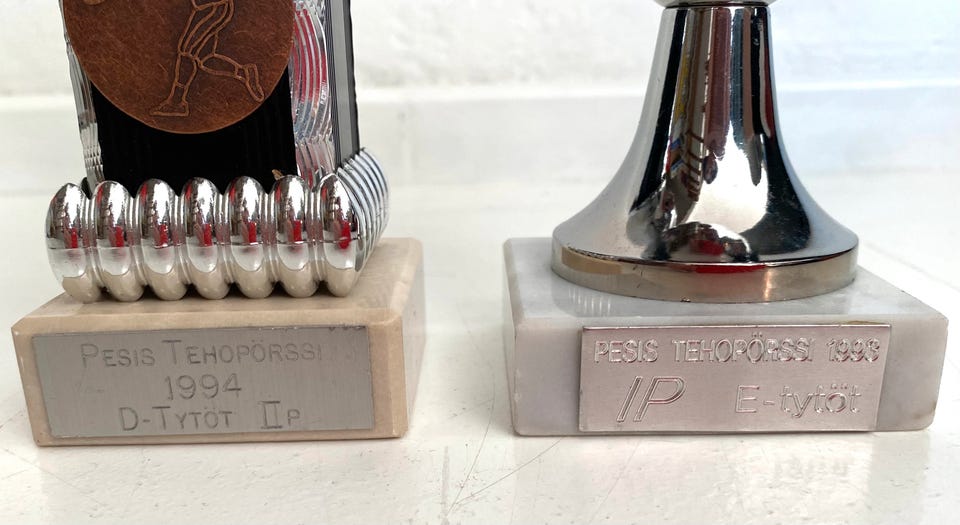 PESIS TEHOPÖRSSI
1994
D-TYTÖT IIP
PESIS TEHOPÖRSSI 1993
IP E-tytöt